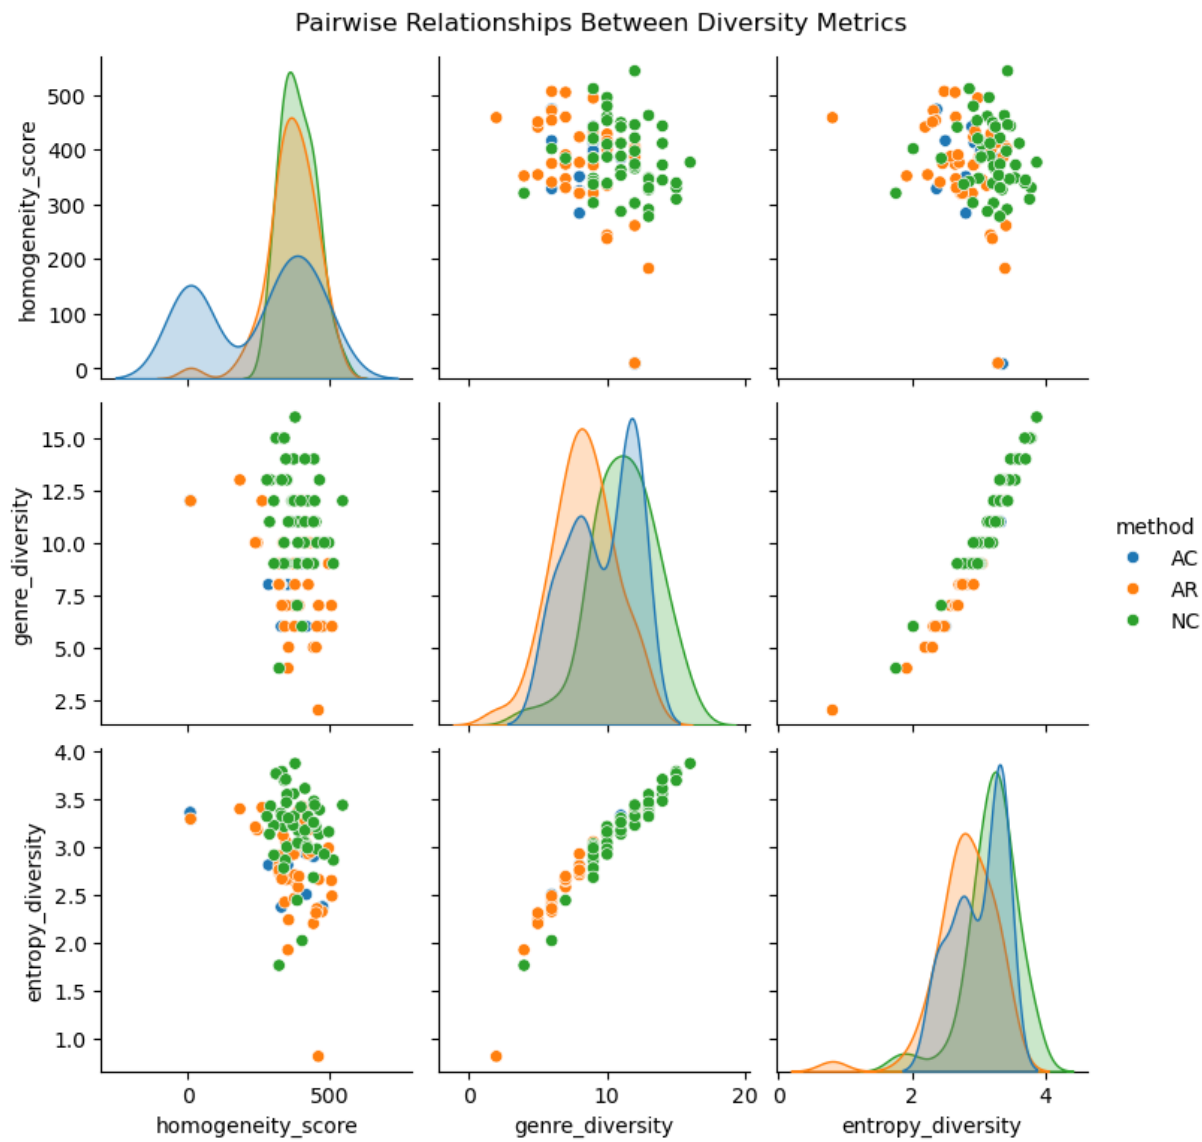 Pairwise Relationships Between Diversity Metrics
homogeneity_score
500
400
300
200
100
0
genre_diversity
15.0
12.5
10.0
7.5
5.0
2.5
method
AC
AR
NC
entropy_diversity
4.0
3.5
3.0
2.5
2.0
1.5
1.0
0 500
0 10 20
0 2 4
homogeneity_score
genre_diversity
entropy_diversity